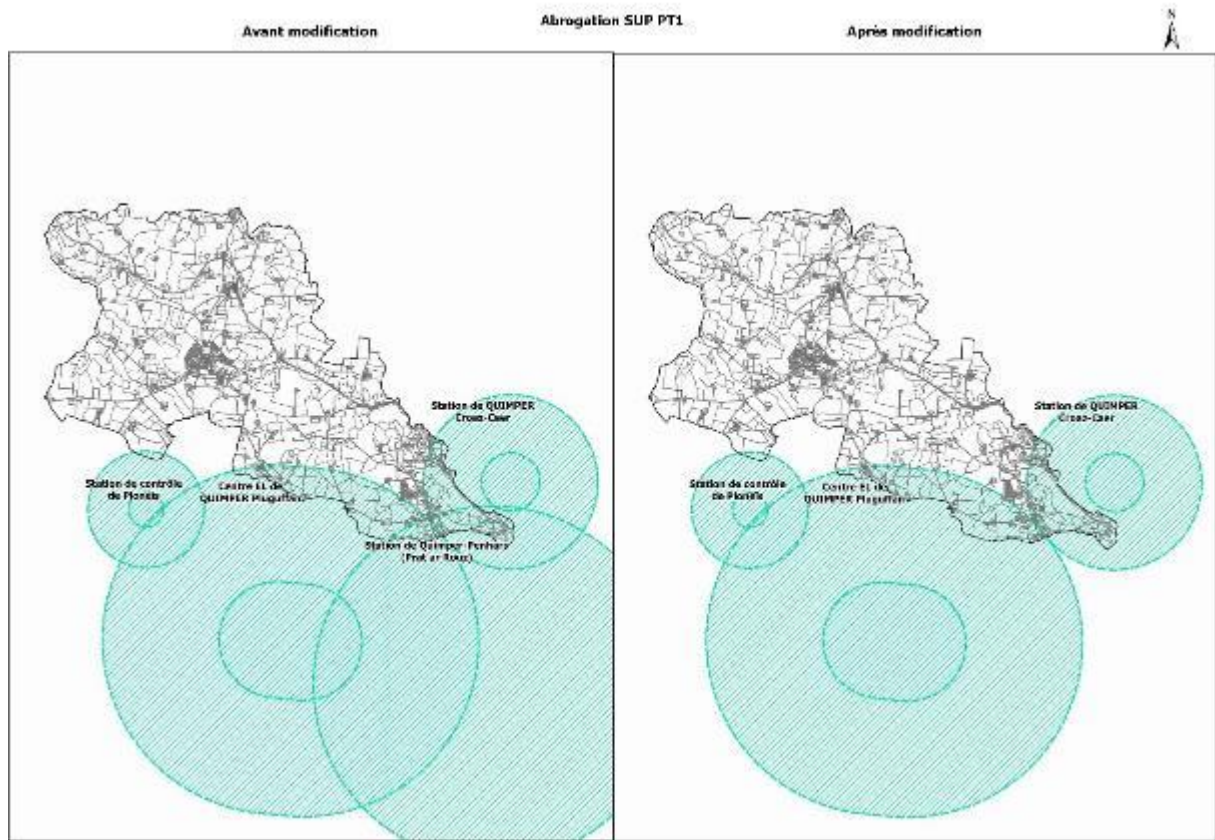 Abrogation SUP PT1
Avant modification
Après modification
N
Station de QUIMPER
Croas-Caer
Station de contrôle
de Plonéis
Centre EL de
QUIMPER Pluguffan
Station de Quimper-Penhars
(Prat ar Rouz)
Station de QUIMPER
Croas-Caer
Station de contrôle
de Plonéis
Centre EL de
QUIMPER Pluguffan